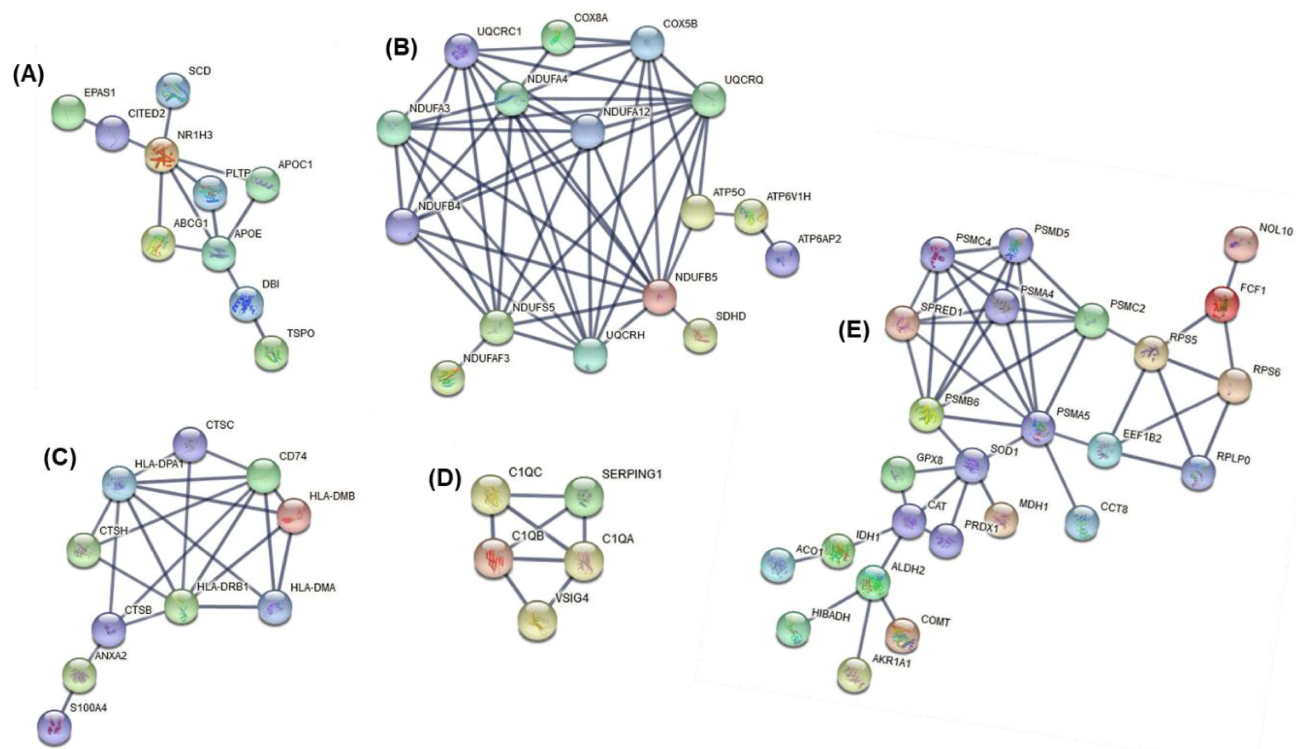 (A)
SCD
EPAS1
CITED2
NR1H3
PLTP
APOC1
ABCG1
APOE
DBI
TSPO
(B)
COX8A
UQCRC1
COX5B
NDUFA4
UQCRQ
NDUFA3
NDUFA12
ATP5O
ATP6V1H
NDUFB4
ATP6AP2
NDUFB5
NDUFS5
SDHD
UQCRH
NDUFAF3
(C)
CTSC
HLA-DPA1
CD74
HLA-DMB
CTSH
HLA-DRB1
HLA-DMA
CTSB
ANXA2
S100A4
(D)
C1QC
SERPING1
C1QB
C1QA
VSIG4
(E)
PSMC4
PSMD5
NOL10
PSMA4
FCF1
SPRED1
PSMC2
RPS5
RPS6
PSMB6
PSMA5
EEF1B2
SOD1
RPLP0
GPX8
CAT
MDH1
CCT8
PRDX1
IDH1
ACO1
ALDH2
HIBADH
COMT
AKR1A1